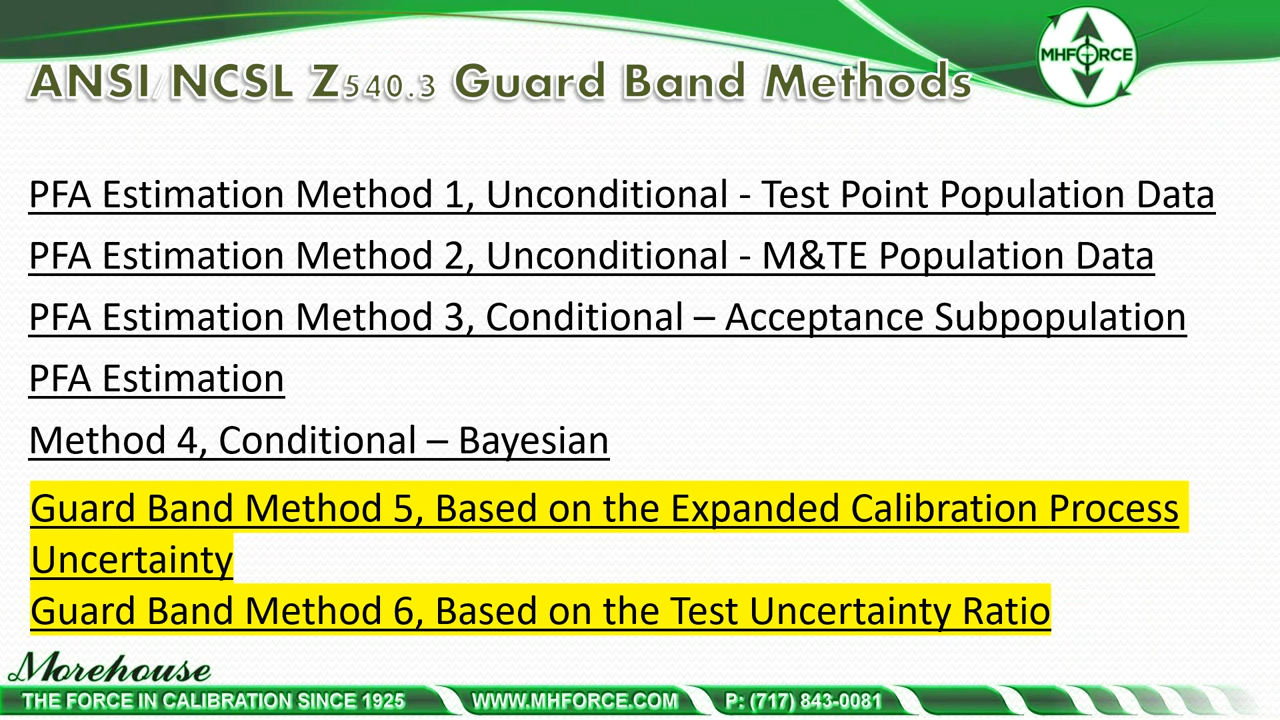 MHFORCE
ANSI/NCSL Z540.3 Guard Band Methods
PFA Estimation Method 1, Unconditional - Test Point Population Data
PFA Estimation Method 2, Unconditional - M&TE Population Data
PFA Estimation Method 3, Conditional – Acceptance Subpopulation
PFA Estimation
Method 4, Conditional – Bayesian
Guard Band Method 5, Based on the Expanded Calibration Process
Uncertainty
Guard Band Method 6, Based on the Test Uncertainty Ratio
Morehouse
THE FORCE IN CALIBRATION SINCE 1925 WWW.MHFORCE.COM P: (717) 843-0081